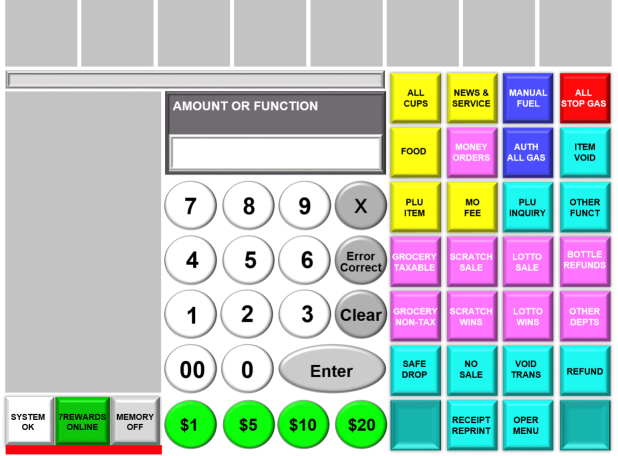 AMOUNT OR FUNCTION
7 8 9 X
4 5 6 Error
Correct
1 2 3 Clear
00 0 Enter
$1 $5 $10 $20
ALL
CUPS
NEWS &
SERVICE
MANUAL
FUEL
ALL
STOP GAS
FOOD
MONEY
ORDERS
AUTH
ALL GAS
ITEM
VOID
PLU
ITEM
MO
FEE
PLU
INQUIRY
OTHER
FUNCT
GROCERY
TAXABLE
SCRATCH
SALE
LOTTO
SALE
BOTTLE
REFUNDS
GROCERY
NON-TAX
SCRATCH
WINS
LOTTO
WINS
OTHER
DEPTS
SAFE
DROP
NO
SALE
VOID
TRANS
REFUND
RECEIPT
REPRINT
OPER
MENU
SYSTEM
OK
7REWARDS
ONLINE
MEMORY
OFF